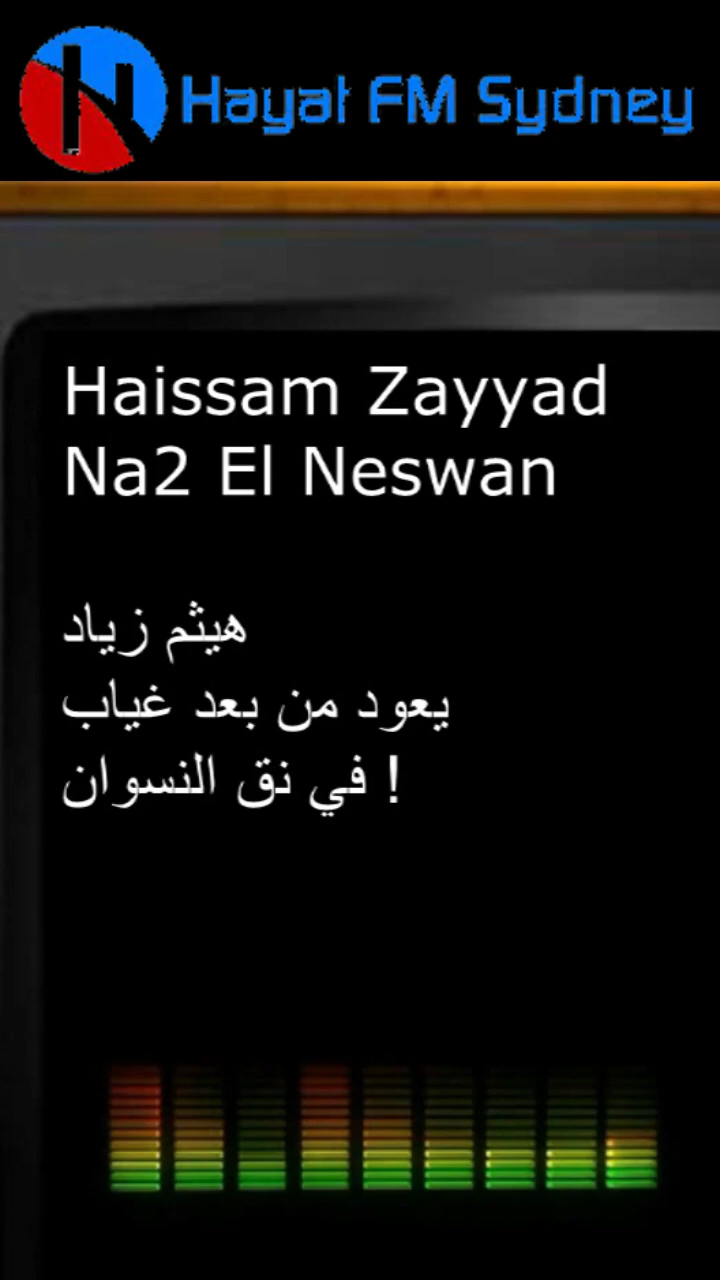 Hayat FM Sydney
Haissam Zayyad
Na2 El Neswan
هيثم زياد
يعود من بعد غياب
في نق النسوان !